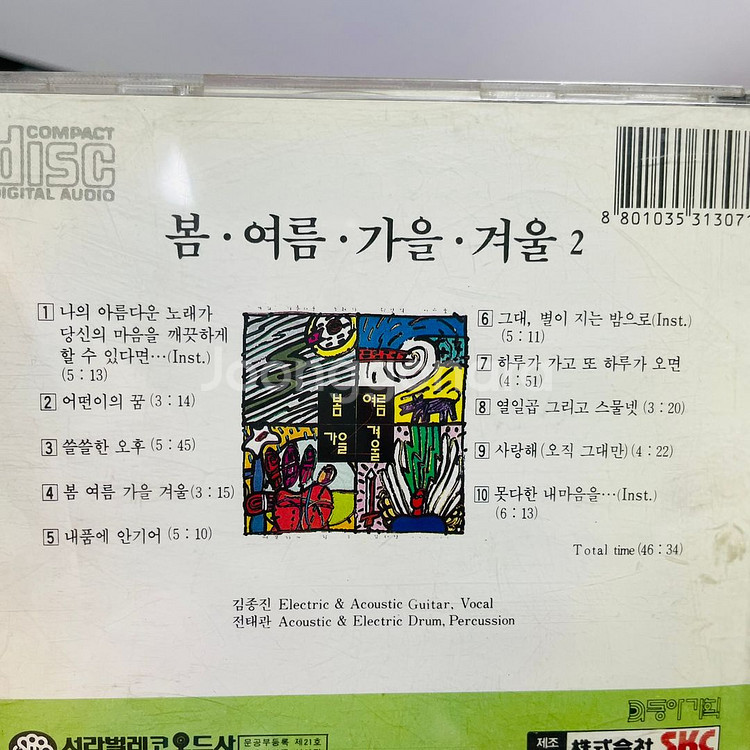 COMPACT
disc
DIGITAL AUDIO
8 801035 31307
봄·여름·가을·겨울 2
1 나의 아름다운 노래가
당신의 마음을 깨끗하게
할 수 있다면…(Inst.)
(5:13)
2 어떤이의 꿈(3:14)
3 쓸쓸한 오후(5:45)
4 봄 여름 가을 겨울(3:15)
5 내품에 안기어(5:10)
봄 여름
가을 겨울
6 그대, 별이 지는 밤으로(Inst.)
(5:11)
7 하루가 가고 또 하루가 오면
(4:51)
8 열일곱 그리고 스물넷(3:20)
9 사랑해(오직 그대만)(4:22)
10 못다한 내마음을…(Inst.)
(6:13)
Total time(46:34)
김종진 Electric & Acoustic Guitar, Vocal
전태관 Acoustic & Electric Drum, Percussion
동아기획
서라벌레코오드사
문공부등록 제21호
제조 株式会社 SKC